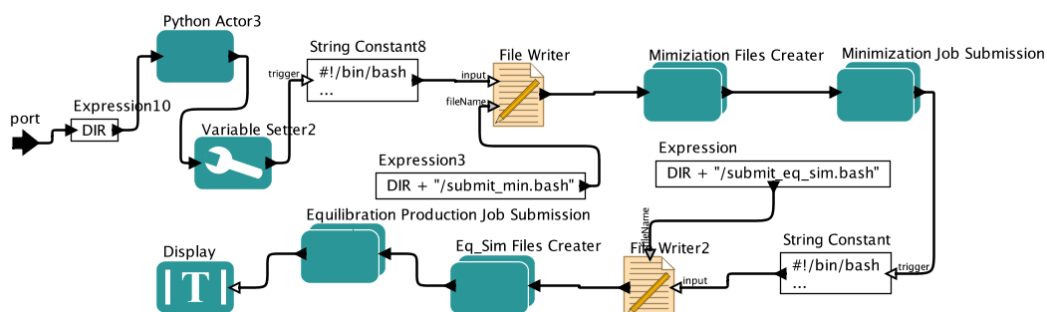 Python Actor3
String Constant8
File Writer
Mimiziation Files Creater
Minimization Job Submission
trigger
#!/bin/bash
...
input
fileName
Expression10
port
DIR
Variable Setter2
Expression3
DIR + "/submit_min.bash"
Expression
DIR + "/submit_eq_sim.bash"
Equilibration Production Job Submission
fileName
Display
Eq_Sim Files Creater
File Writer2
String Constant
T
input
#!/bin/bash
...
trigger